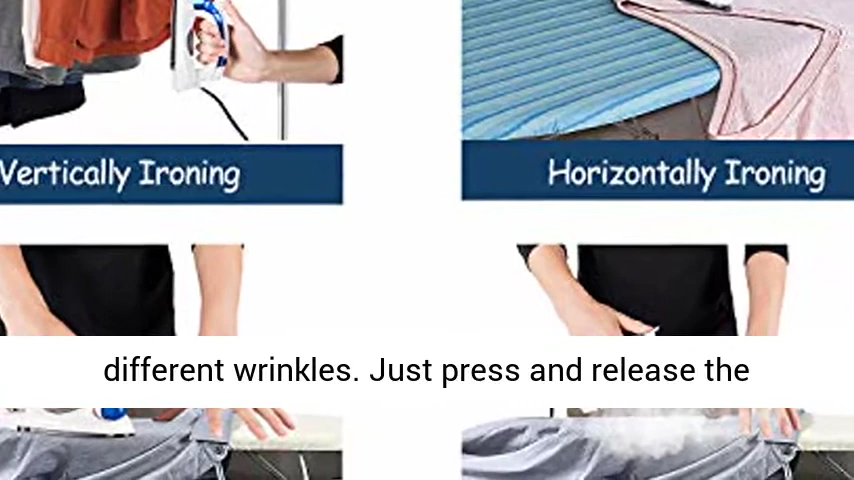 Vertically Ironing
Horizontally Ironing
different wrinkles. Just press and release the